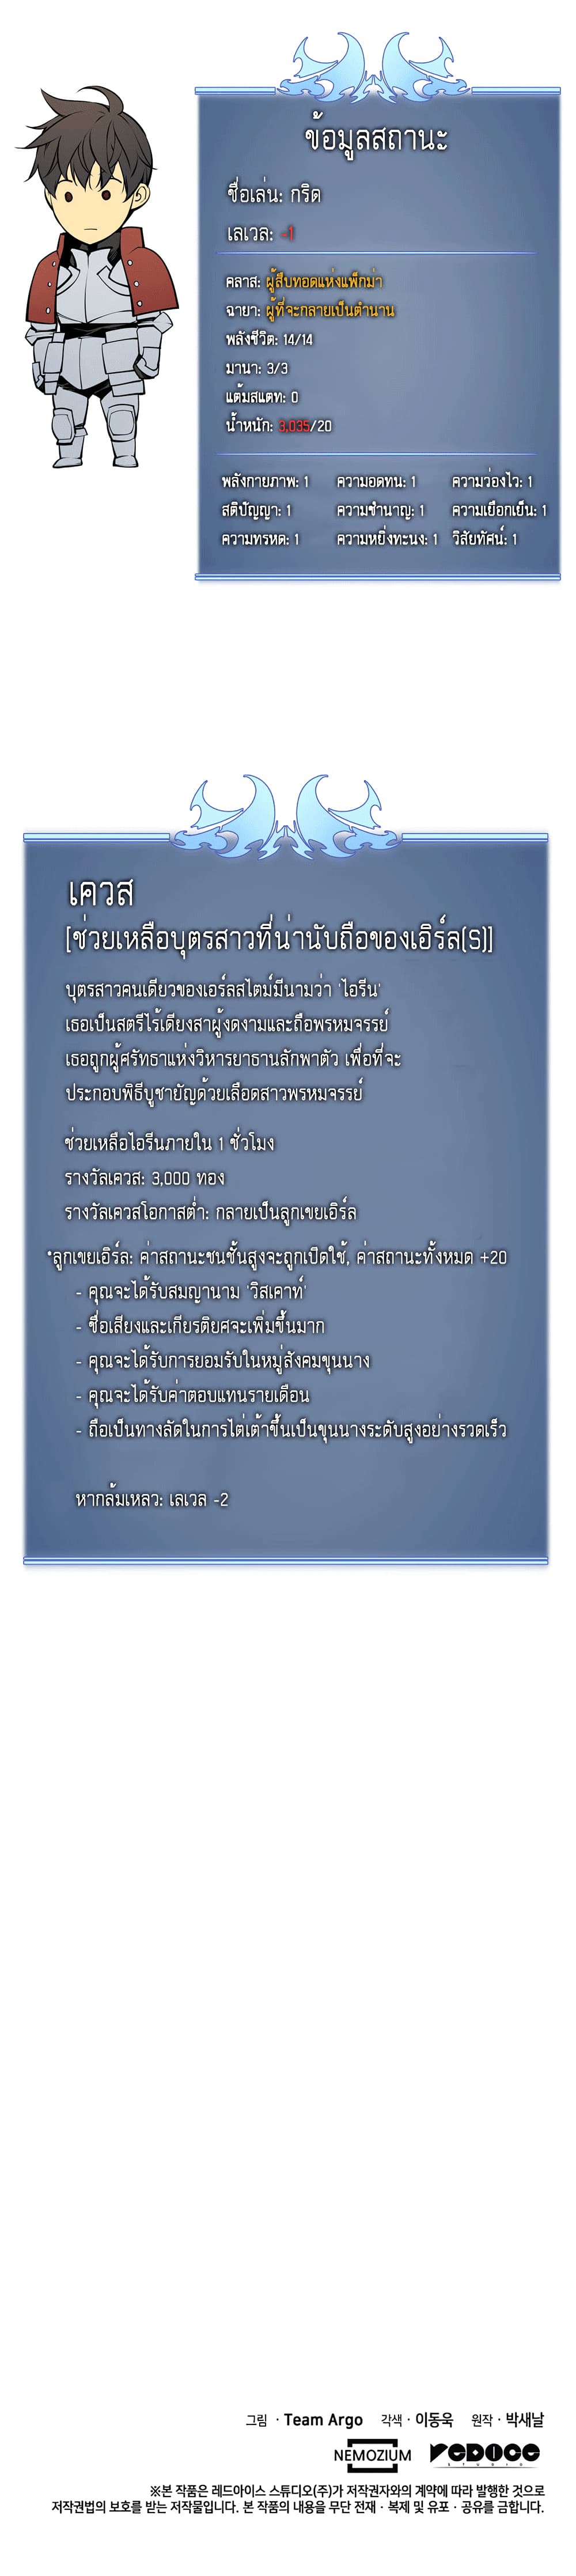 ข้อมูลสถานะ
ชื่อเล่น: กริด
เลเวล: -1
คลาส: ผู้สืบทอดแห่งแพ็กม่า
ฉายา: ผู้ที่จะกลายเป็นตำนาน
พลังชีวิต: 14/14
มานา: 3/3
แต้มสแตท: 0
น้ำหนัก: 3,035/20
พลังกายภาพ: 1 ความอดทน: 1 ความว่องไว: 1
สติปัญญา: 1 ความชำนาญ: 1 ความเยือกเย็น: 1
ความทรหด: 1 ความหยิ่งทะนง: 1 วิสัยทัศน์: 1
เควส
[ช่วยเหลือบุตรสาวที่น่านับถือของเอิร์ล(S)]
บุตรสาวคนเดียวของเอร์ลสไตม์มีนามว่า 'ไอรีน'
เธอเป็นสตรีไร้เดียงสาผู้งดงามและถือพรหมจรรย์
เธอถูกผู้ศรัทธาแห่งวิหารยาธานลักพาตัว เพื่อที่จะ
ประกอบพิธีบูชายัญด้วยเลือดสาวพรหมจรรย์
ช่วยเหลือไอรีนภายใน 1 ชั่วโมง
รางวัลเควส: 3,000 ทอง
รางวัลเควสโอกาสต่ำ: กลายเป็นลูกเขยเอิร์ล
*ลูกเขยเอิร์ล: ค่าสถานะชนชั้นสูงจะถูกเปิดใช้, ค่าสถานะทั้งหมด +20
- คุณจะได้รับสมญานาม 'วิสเคาท์'
- ชื่อเสียงและเกียรติยศจะเพิ่มขึ้นมาก
- คุณจะได้รับการยอมรับในหมู่สังคมขุนนาง
- คุณจะได้รับค่าตอบแทนรายเดือน
- ถือเป็นทางลัดในการไต่เต้าขึ้นเป็นขุนนางระดับสูงอย่างรวดเร็ว
หากล้มเหลว: เลเวล -2
그림 · Team Argo 각색 · 이동욱 원작 · 박새날
NEMOZIUM REDICE
STUDIO
※본 작품은 레드아이스 스튜디오(주)가 저작권자와의 계약에 따라 발행한 것으로
저작권법의 보호를 받는 저작물입니다. 본 작품의 내용을 무단 전재 · 복제 및 유포 · 공유를 금합니다.